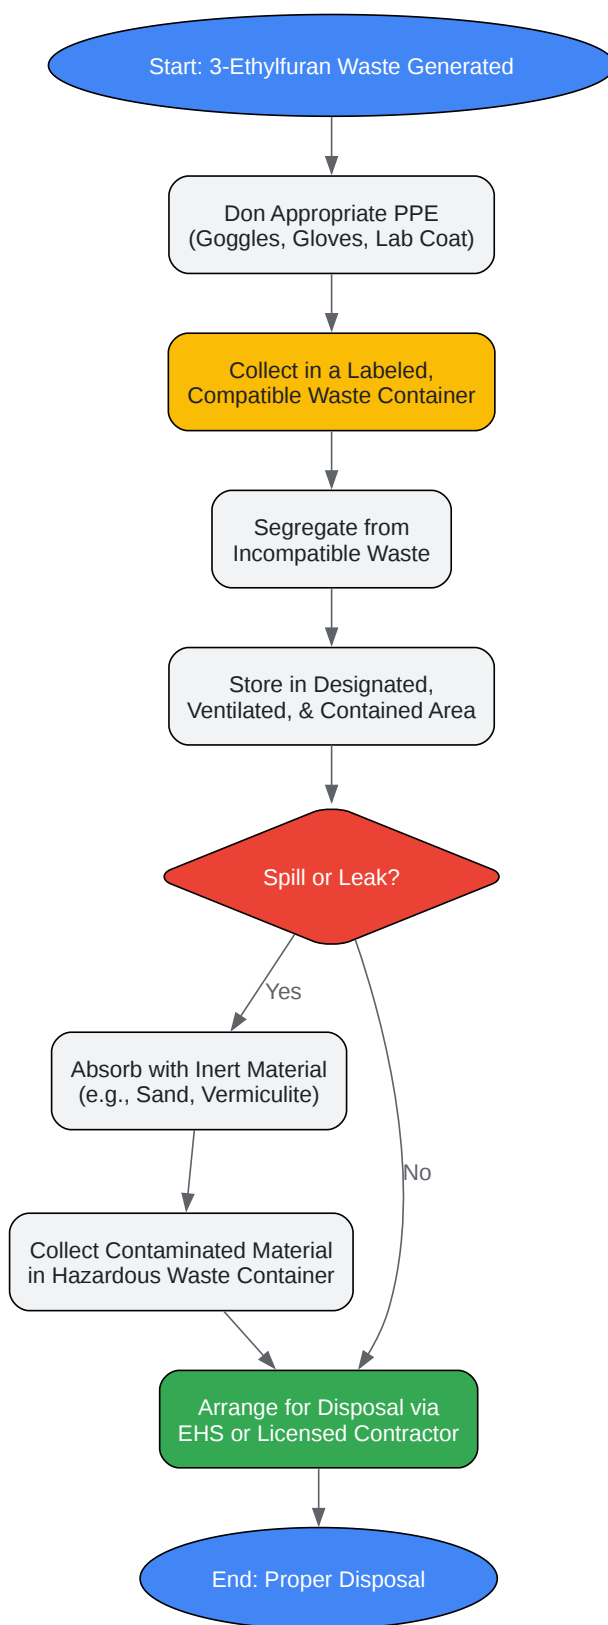 Start: 3-Ethylfuran Waste Generated
Don Appropriate PPE
(Goggles, Gloves, Lab Coat)
Collect in a Labeled,
Compatible Waste Container
Segregate from
Incompatible Waste
Store in Designated,
Ventilated, & Contained Area
Spill or Leak?
Yes
Absorb with Inert Material
(e.g., Sand, Vermiculite)
No
Collect Contaminated Material
in Hazardous Waste Container
Arrange for Disposal via
EHS or Licensed Contractor
End: Proper Disposal